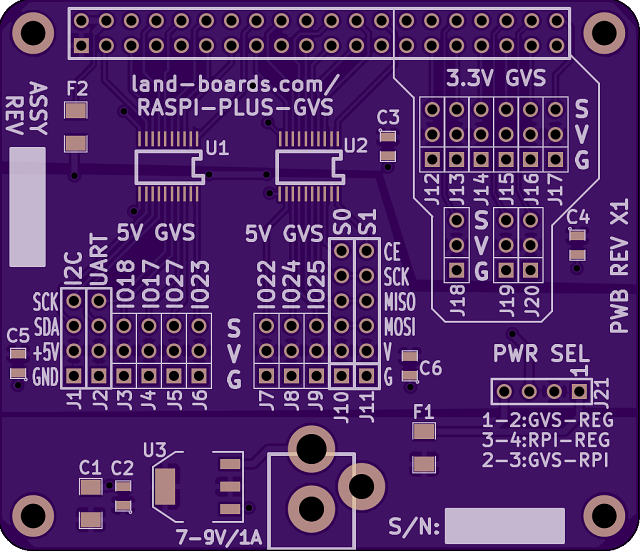 land-boards.com/
RASPI-PLUS-GVS
3.3V GVS
ASSY
REV
F2
U1
U2
C3
S
V
G
J12
J13
J14
J15
J16
J17
5V GVS
5V GVS
S0
S1
S
V
G
J18
J19
J20
C4
PWB REV X1
I2C
UART
IO18
IO17
IO27
IO23
IO22
IO24
IO25
CE
SCK
MISO
MOSI
V
G
SCK
SDA
+5V
GND
C5
S
V
G
J1
J2
J3
J4
J5
J6
J7
J8
J9
J10
J11
C6
PWR SEL
1
J21
1-2:GVS-REG
3-4:RPI-REG
2-3:GVS-RPI
F1
U3
C1
C2
7-9V/1A
S/N: